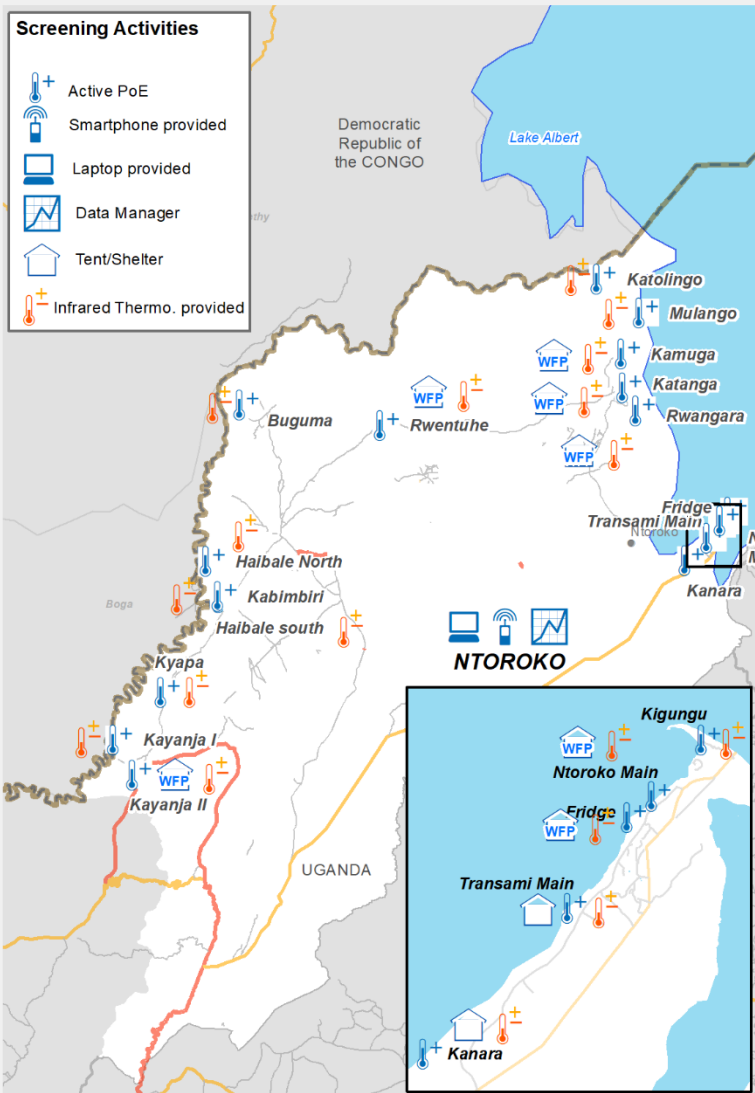 Screening Activities
Active PoE
Smartphone provided
Laptop provided
Data Manager
Tent/Shelter
Infrared Thermo. provided
Democratic
Republic of
the CONGO
Lake Albert
Katolingo
Mulango
Kamuga
WFP
Katanga
WFP
WFP
Rwangara
Buguma
Rwentuhe
WFP
Fridge
Transami Main
Ntoroko
Kanara
Haibale North
Kabimbiri
Boga
Haibale south
NTOROKO
Kyapa
Kayanja I
WFP
Kayanja II
UGANDA
Kigungu
WFP
Ntoroko Main
Fridge
WFP
Transami Main
Kanara